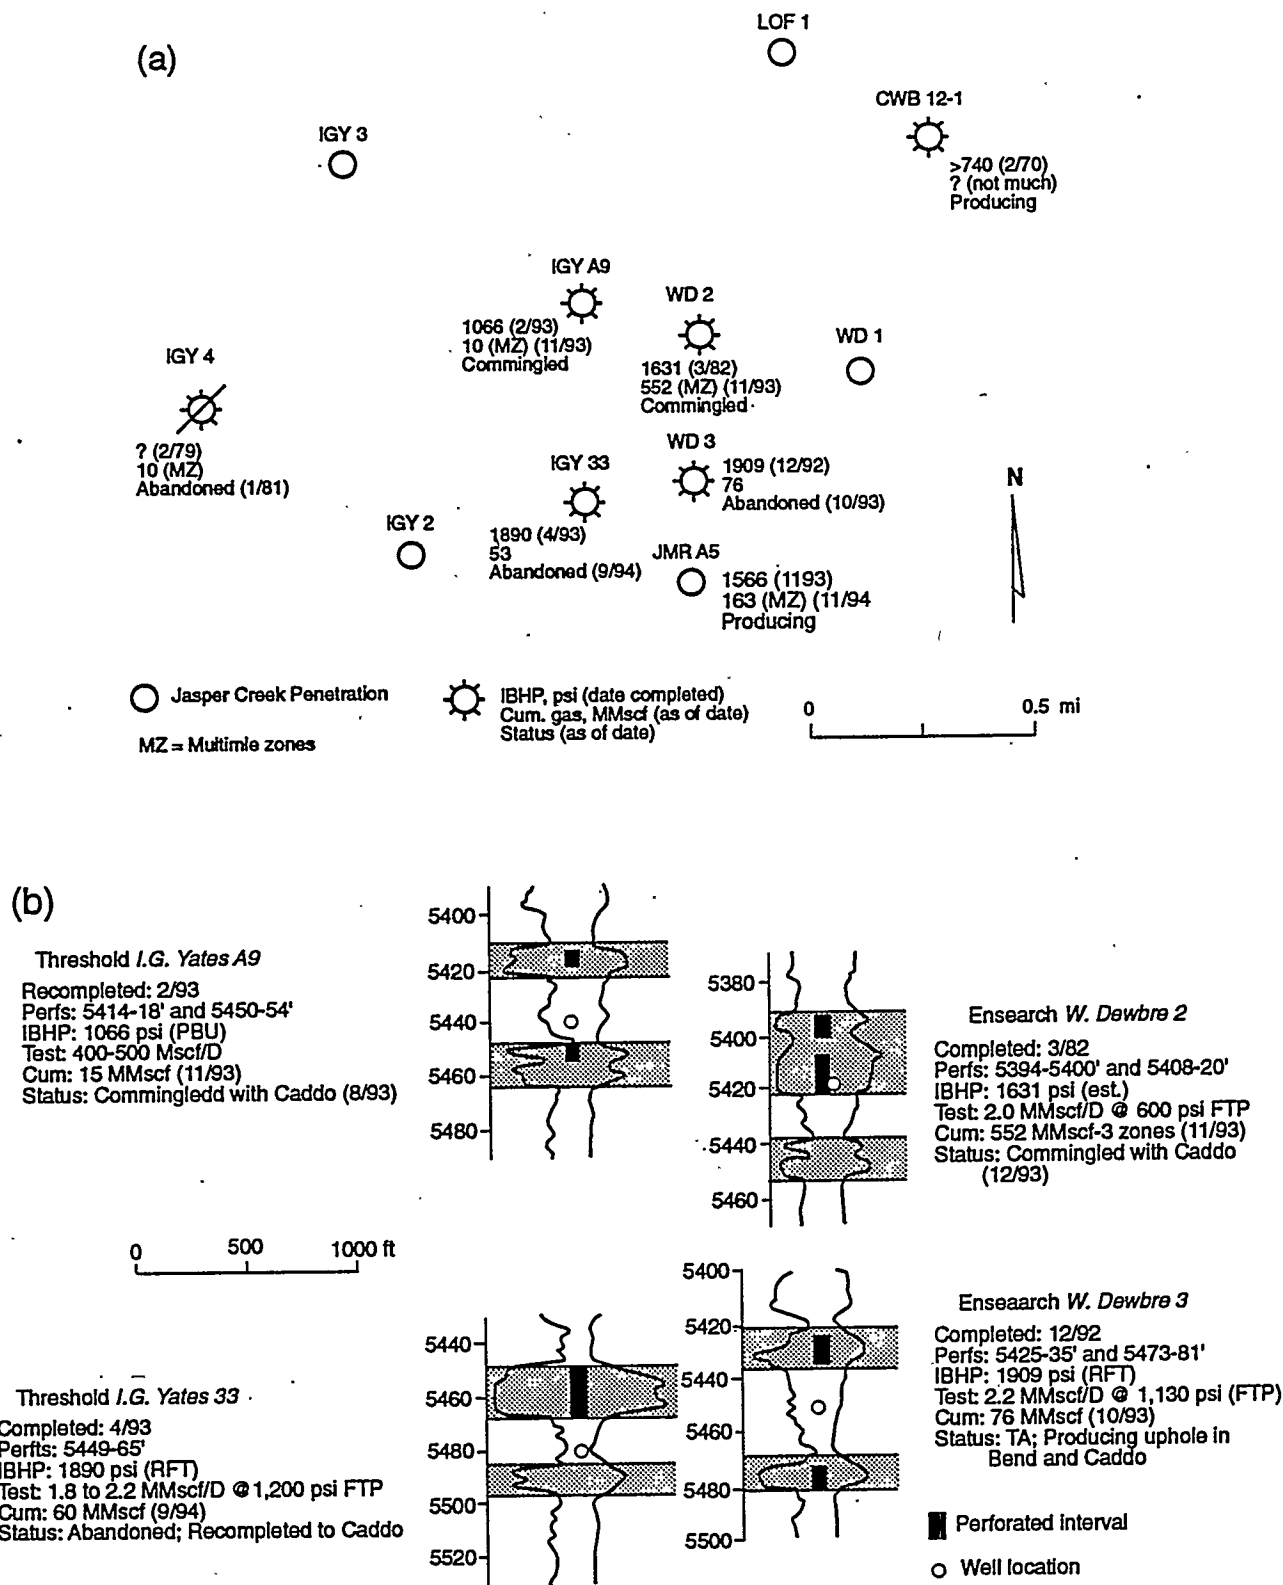 (a)
LOF 1
CWB 12-1
>740 (2/70)
? (not much)
Producing
IGY 3
IGY A9
1066 (2/93)
10 (MZ) (11/93)
Commingled
WD 2
1631 (3/82)
552 (MZ) (11/93)
Commingled
WD 1
IGY 4
? (2/79)
10 (MZ)
Abandoned (1/81)
WD 3
1909 (12/92)
76
Abandoned (10/93)
IGY 33
1890 (4/93)
53
Abandoned (9/94)
IGY 2
JMR A5
1566 (1193)
163 (MZ) (11/94
Producing
N
Jasper Creek Penetration
MZ = Multimle zones
IBHP, psi (date completed)
Cum. gas, MMscf (as of date)
Status (as of date)
0 0.5 mi
(b)
Threshold I.G. Yates A9
Recompleted: 2/93
Perfs: 5414-18' and 5450-54'
IBHP: 1066 psi (PBU)
Test: 400-500 Mscf/D
Cum: 15 MMscf (11/93)
Status: Commingledd with Caddo (8/93)
5400
5420
5440
5460
5480
5380
5400
5420
5440
5460
Ensearch W. Dewbre 2
Completed: 3/82
Perfs: 5394-5400' and 5408-20'
IBHP: 1631 psi (est.)
Test: 2.0 MMscf/D @ 600 psi FTP
Cum: 552 MMscf-3 zones (11/93)
Status: Commingled with Caddo
(12/93)
0 500 1000 ft
Threshold I.G. Yates 33
Completed: 4/93
Perfts: 5449-65'
IBHP: 1890 psi (RFT)
Test: 1.8 to 2.2 MMscf/D @ 1,200 psi FTP
Cum: 60 MMscf (9/94)
Status: Abandoned; Recompleted to Caddo
5440
5460
5480
5500
5520
5400
5420
5440
5460
5480
5500
Enseaarch W. Dewbre 3
Completed: 12/92
Perfs: 5425-35' and 5473-81'
IBHP: 1909 psi (RFT)
Test: 2.2 MMscf/D @ 1,130 psi (FTP)
Cum: 76 MMscf (10/93)
Status: TA; Producing uphole in
Bend and Caddo
Perforated interval
Well location